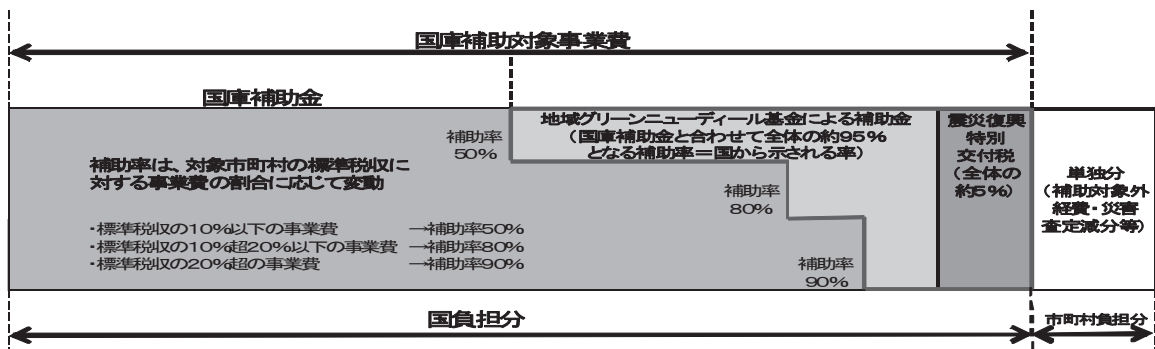 国庫補助対象事業費
国庫補助金
補助率は、対象市町村の標準税収に
対する事業費の割合に応じて変動
・標準税収の10%以下の事業費 →補助率50%
・標準税収の10%超20%以下の事業費 →補助率80%
・標準税収の20%超の事業費 →補助率90%
補助率
50%
地域グリーンニューディール基金による補助金
(国庫補助金と合わせて全体の約95%
となる補助率=国から示される率)
補助率
80%
補助率
90%
震災復興
特別
交付税
(全体の
約5%)
単独分
(補助対象外
経費・災害
査定減分等)
国負担分
市町村負担分